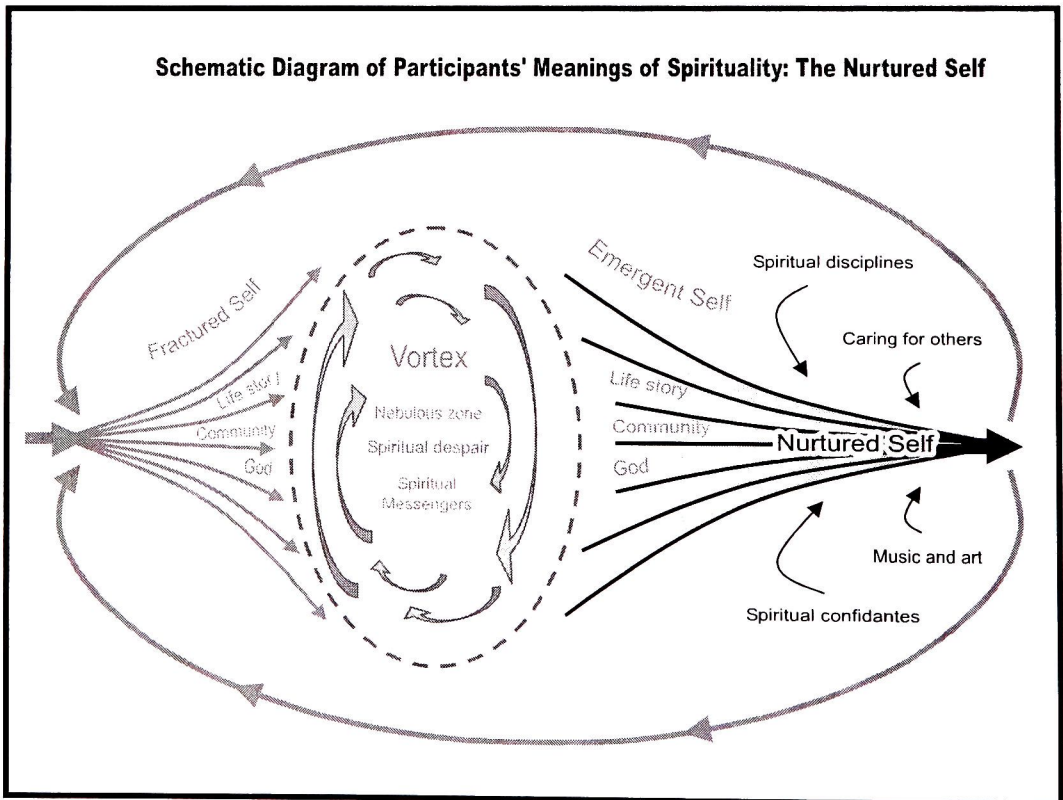 Schematic Diagram of Participants' Meanings of Spirituality: The Nurtured Self
Fractured Self
Life story
Community
God
Vortex
Nebulous zone
Spiritual despair
Spiritual
Messengers
Emergent Self
Life story
Community
God
Spiritual disciplines
Caring for others
Nurtured Self
Music and art
Spiritual confidantes